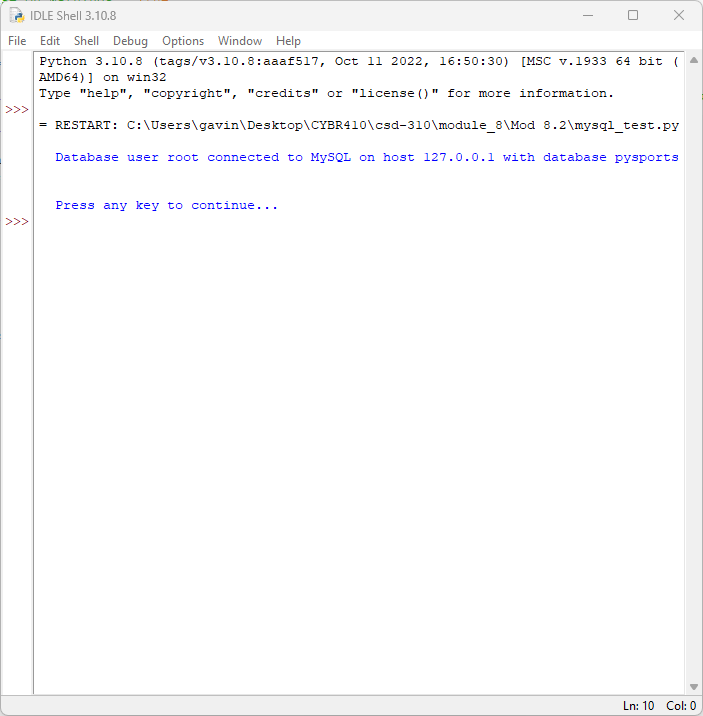 IDLE Shell 3.10.8
File Edit Shell Debug Options Window Help
Python 3.10.8 (tags/v3.10.8:aaaf517, Oct 11 2022, 16:50:30) [MSC v.1933 64 bit (
AMD64)] on win32
Type "help", "copyright", "credits" or "license()" for more information.
>>>
= RESTART: C:\Users\gavin\Desktop\CYBR410\csd-310\module_8\Mod 8.2\mysql_test.py
Database user root connected to MySQL on host 127.0.0.1 with database pysports
Press any key to continue...
>>>
Ln: 10 Col: 0